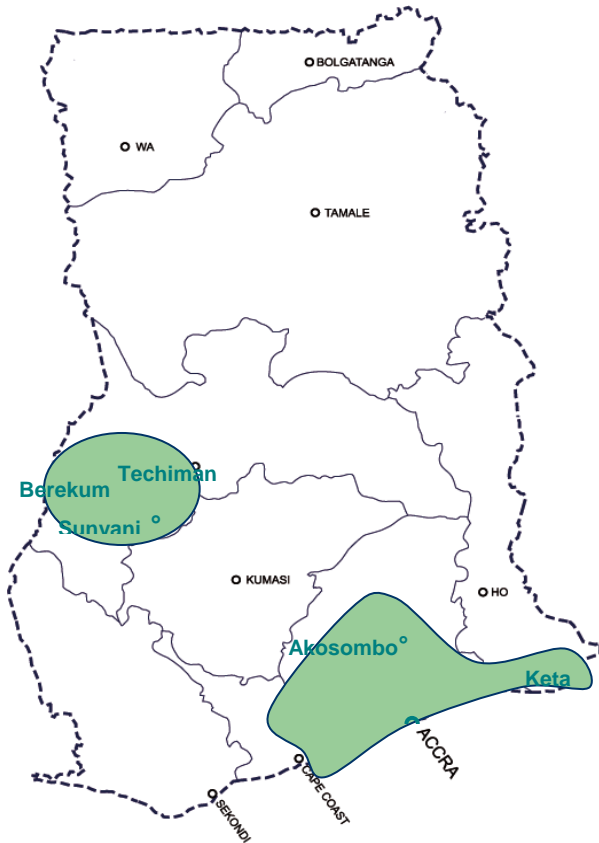 BOLGATANGA
WA
TAMALE
Techiman
Berekum
Sunyani
KUMASI
HO
Akosombo
Keta
ACCRA
CAPE COAST
SEKONDI